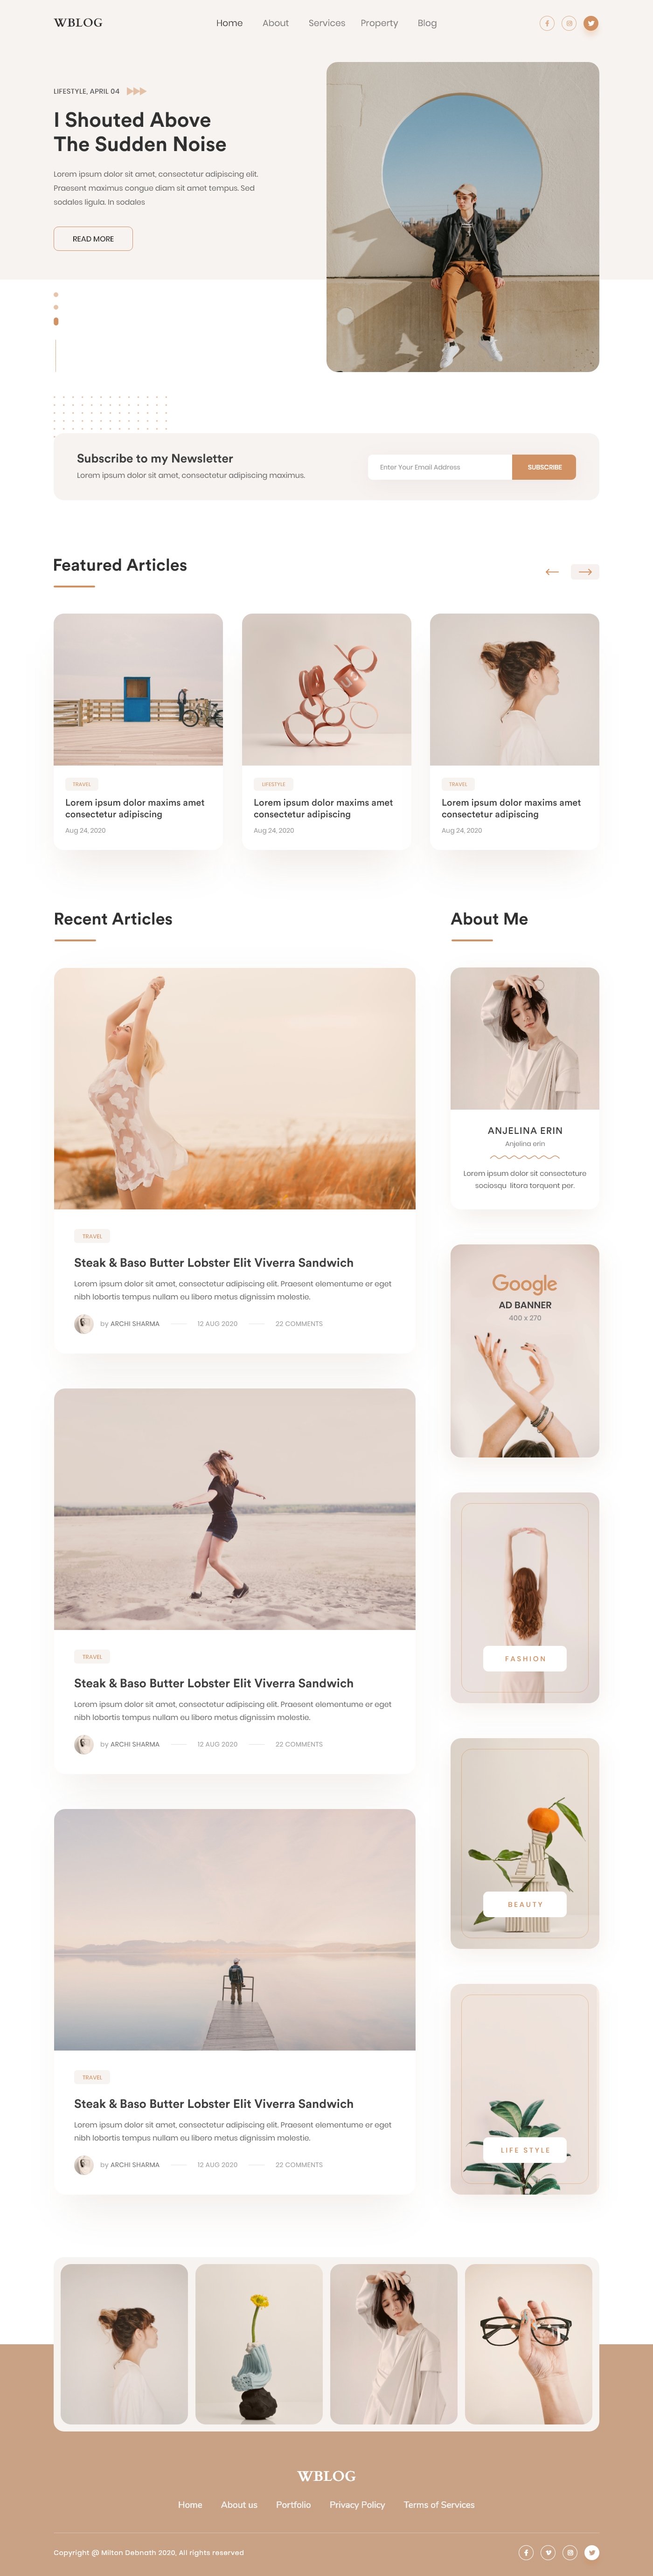 WBLOG
Home About Services Property Blog
LIFESTYLE, APRIL 04
I Shouted Above
The Sudden Noise
Lorem ipsum dolor sit amet, consectetur adipiscing elit.
Praesent maximus congue diam sit amet tempus. Sed
sodales ligula. In sodales
READ MORE
Subscribe to my Newsletter
Lorem ipsum dolor sit amet, consectetur adipiscing maximus.
Enter Your Email Address
SUBSCRIBE
Featured Articles
TRAVEL
Lorem ipsum dolor maxims amet
consectetur adipiscing
Aug 24, 2020
LIFESTYLE
Lorem ipsum dolor maxims amet
consectetur adipiscing
Aug 24, 2020
TRAVEL
Lorem ipsum dolor maxims amet
consectetur adipiscing
Aug 24, 2020
Recent Articles
TRAVEL
Steak & Baso Butter Lobster Elit Viverra Sandwich
Lorem ipsum dolor sit amet, consectetur adipiscing elit. Praesent elementume er eget
nibh lobortis tempus nullam eu libero metus dignissim molestie.
by ARCHI SHARMA 12 AUG 2020 22 COMMENTS
TRAVEL
Steak & Baso Butter Lobster Elit Viverra Sandwich
Lorem ipsum dolor sit amet, consectetur adipiscing elit. Praesent elementume er eget
nibh lobortis tempus nullam eu libero metus dignissim molestie.
by ARCHI SHARMA 12 AUG 2020 22 COMMENTS
TRAVEL
Steak & Baso Butter Lobster Elit Viverra Sandwich
Lorem ipsum dolor sit amet, consectetur adipiscing elit. Praesent elementume er eget
nibh lobortis tempus nullam eu libero metus dignissim molestie.
by ARCHI SHARMA 12 AUG 2020 22 COMMENTS
About Me
ANJELINA ERIN
Anjelina erin
Lorem ipsum dolor sit consecteture
sociosqu litora torquent per.
Google
AD BANNER
400 x 270
FASHION
BEAUTY
LIFE STYLE
WBLOG
Home About us Portfolio Privacy Policy Terms of Services
Copyright @ Milton Debnath 2020, All rights reserved